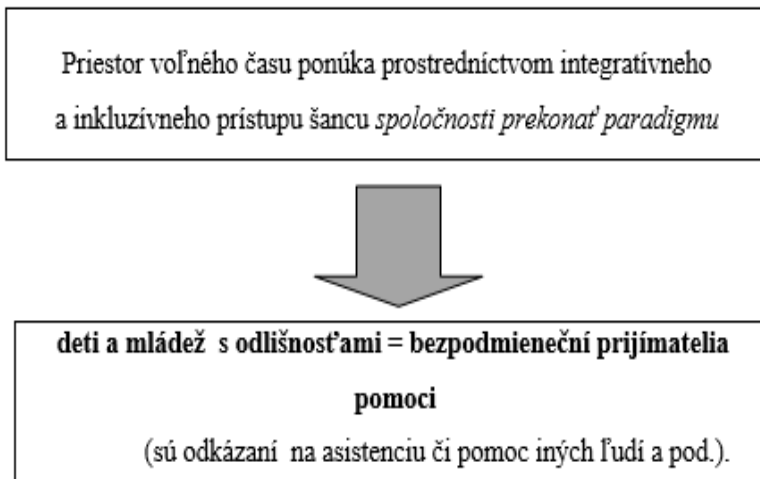 Priestor voľného času ponúka prostredníctvom integratívneho
a inkluzívneho prístupu šancu spoločnosti prekonať paradigmu
deti a mládež s odlišnosťami = bezpodmieneční prijímatelia
pomoci
(sú odkázaní na asistenciu či pomoc iných ľudí a pod.).